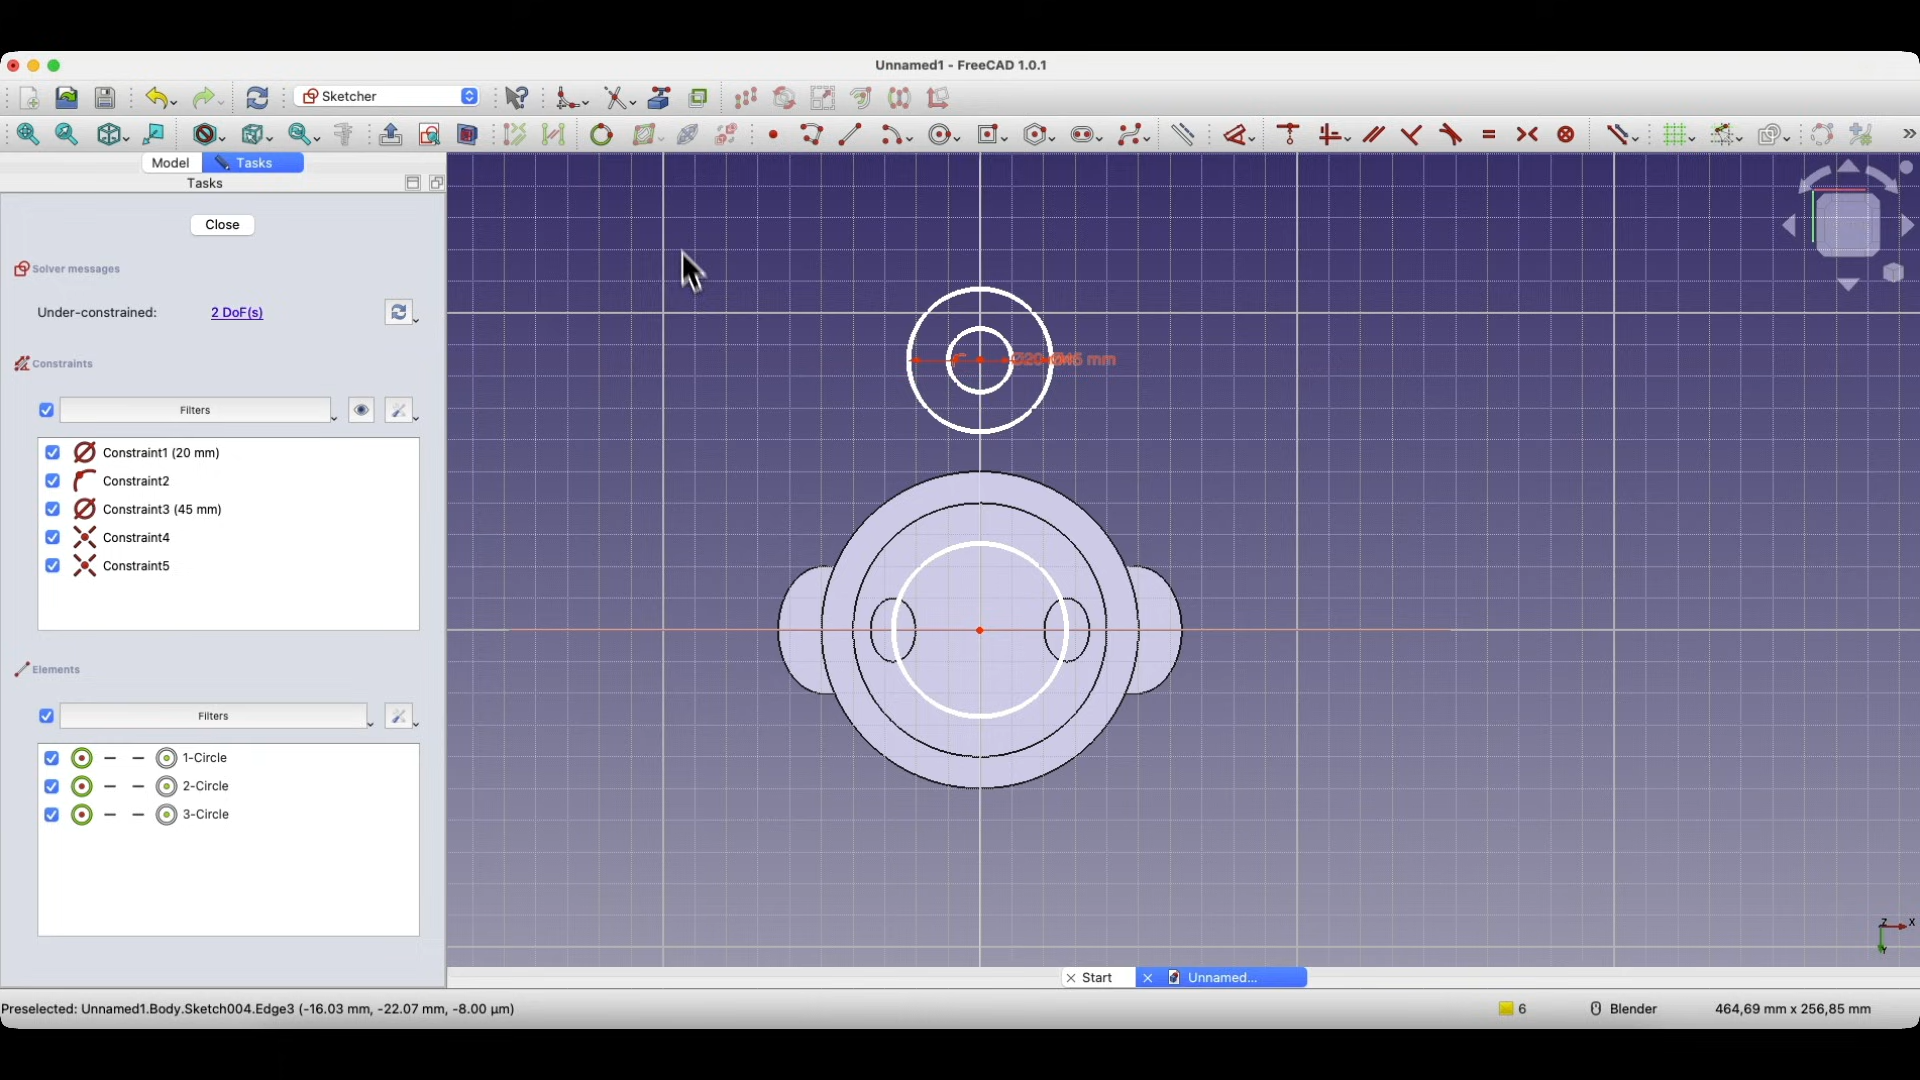 Unnamed1 - FreeCAD 1.0.1
Sketcher
Model
Tasks
Tasks
Close
Solver messages
Under-constrained:
2 DoF(s)
Constraints
Filters
Constraint1 (20 mm)
Constraint2
Constraint3 (45 mm)
Constraint4
Constraint5
Elements
Filters
1-Circle
2-Circle
3-Circle
mm
Z
X
Y
Start
Unnamed...
Preselected: Unnamed1.Body.Sketch004.Edge3 (-16.03 mm, -22.07 mm, -8.00 µm)
6
Blender
464,69 mm x 256,85 mm